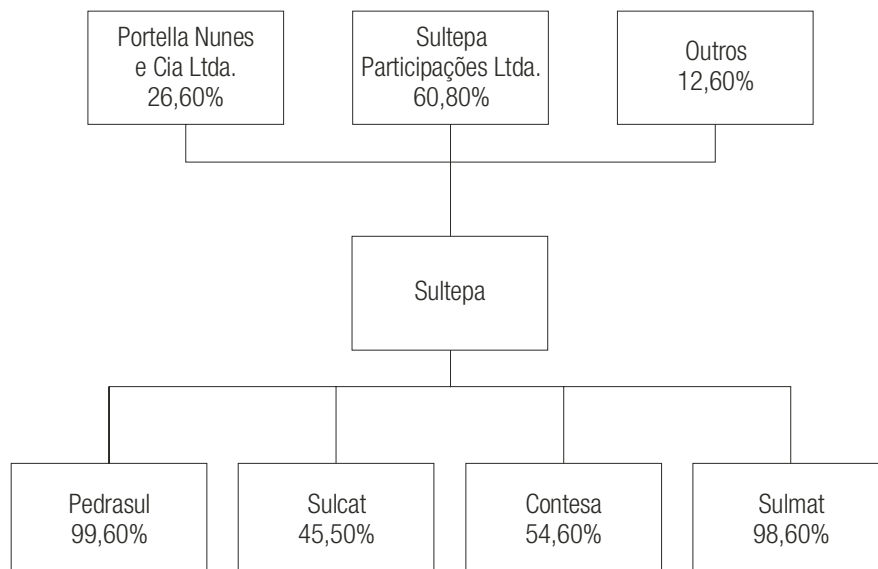 Portella Nunes
e Cia Ltda.
26,60%
Sultepa
Participações Ltda.
60,80%
Outros
12,60%
Sultepa
Pedrasul
99,60%
Sulcat
45,50%
Contesa
54,60%
Sulmat
98,60%